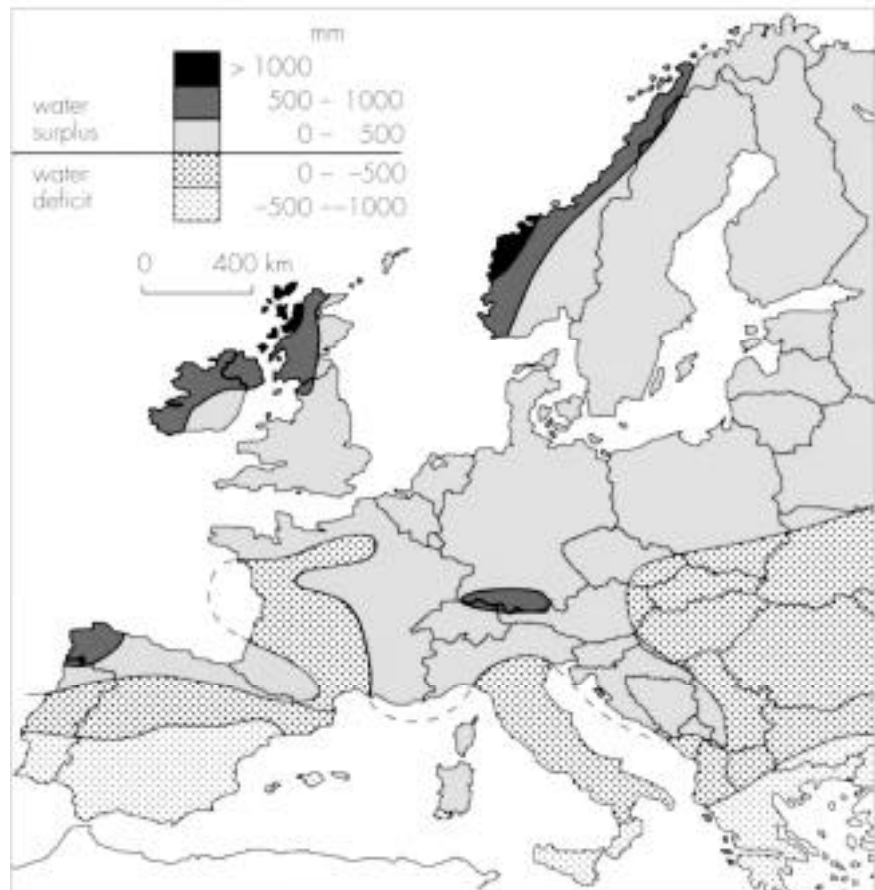 mm
> 1000
water
surplus
500 – 1000
0 – 500
water
deficit
0 – –500
–500 –-1000
0 400 km